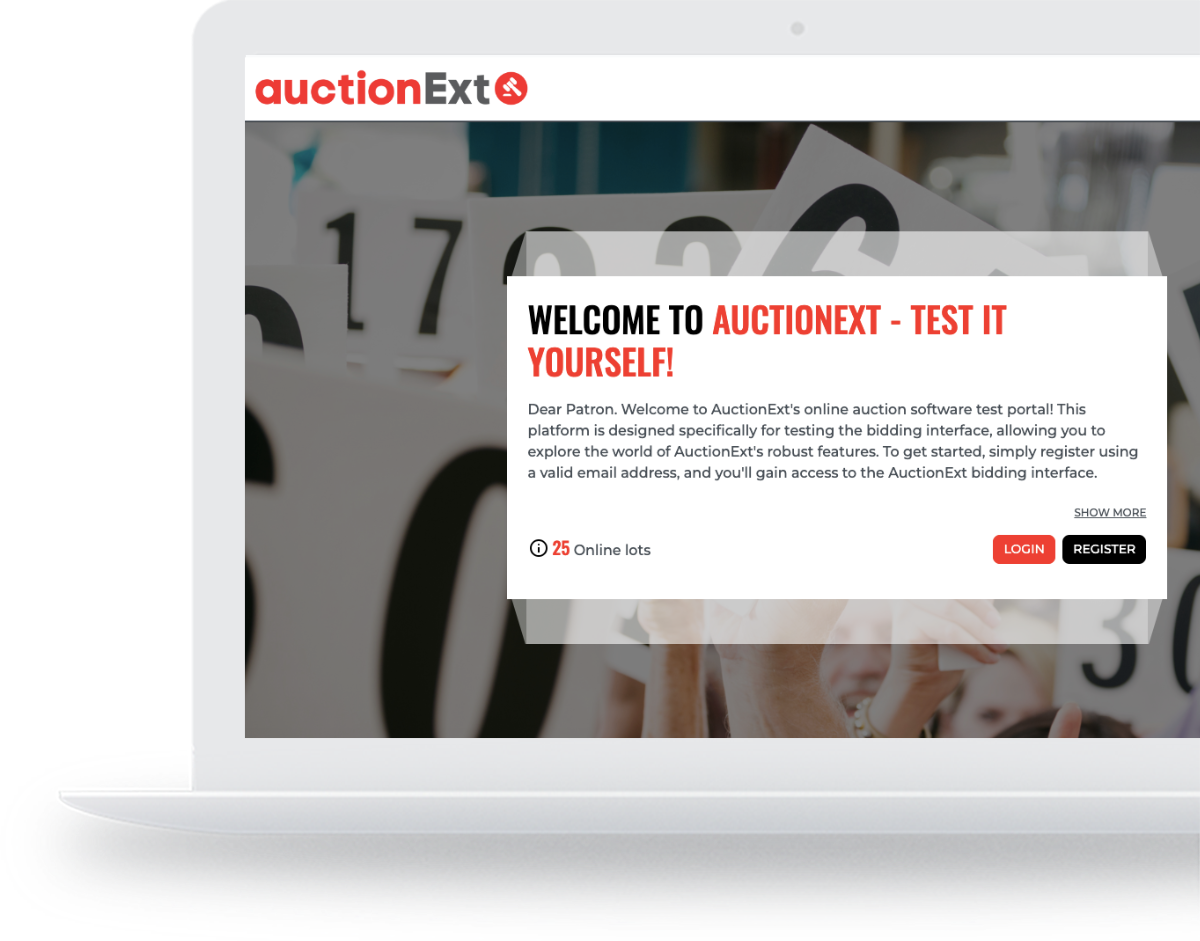 auctionExt
17
0
30
WELCOME TO AUCTIONEXT - TEST IT
YOURSELF!
Dear Patron. Welcome to AuctionExt's online auction software test portal! This
platform is designed specifically for testing the bidding interface, allowing you to
explore the world of AuctionExt's robust features. To get started, simply register using
a valid email address, and you'll gain access to the AuctionExt bidding interface.
SHOW MORE
25 Online lots
LOGIN
REGISTER